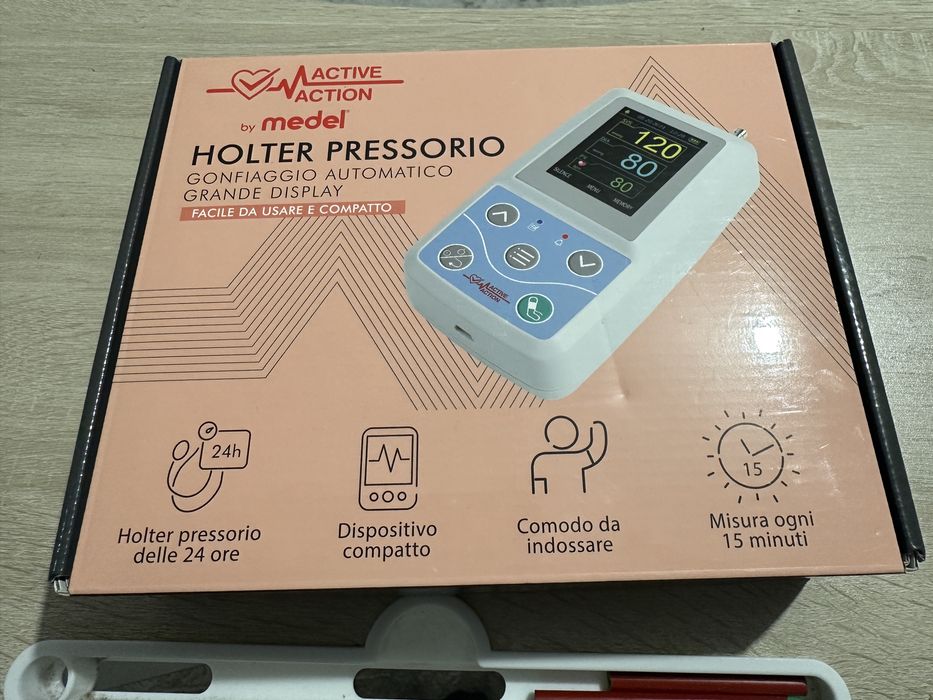 ACTIVE
ACTION
by medel
HOLTER PRESSORIO
GONFIAGGIO AUTOMATICO
GRANDE DISPLAY
FACILE DA USARE E COMPATTO
120
80
80
SILENCE
MENU
MEMORY
ACTIVE
ACTION
24h
Holter pressorio
delle 24 ore
Dispositivo
compatto
Comodo da
indossare
15
Misura ogni
15 minuti